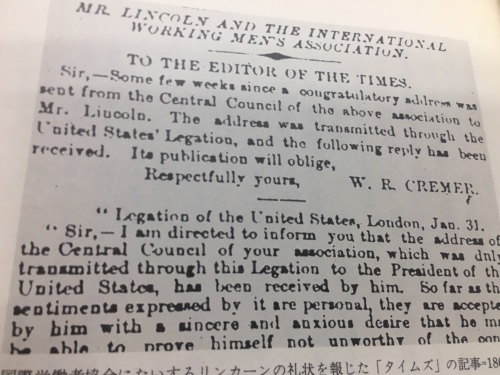 MR. LINCOLN AND THE INTERNATIONAL
WORKING MEN'S ASSOCIATION.
TO THE EDITOR OF THE TIMES.
Sir,—Some few weeks since a congratulatory address was
sent from the Central Council of the above association to
Mr. Lincoln. The address was transmitted through the
United States' Legation, and the following reply has been
received. Its publication will oblige,
Respectfully yours, W. R. CREMER.
" Legation of the United States, London, Jan. 31.
" Sir,—I am directed to inform you that the address of
the Central Council of your association, which was duly
transmitted through this Legation to the President of the
United States, has been received by him. So far as the
sentiments expressed by it are personal, they are accepte
by him with a sincere and anxious desire that he m
be able to prove himself not unworthy of the con
国際労働者協会にたいするリンカーンの礼状を報じた「タイムズ」の記事=186